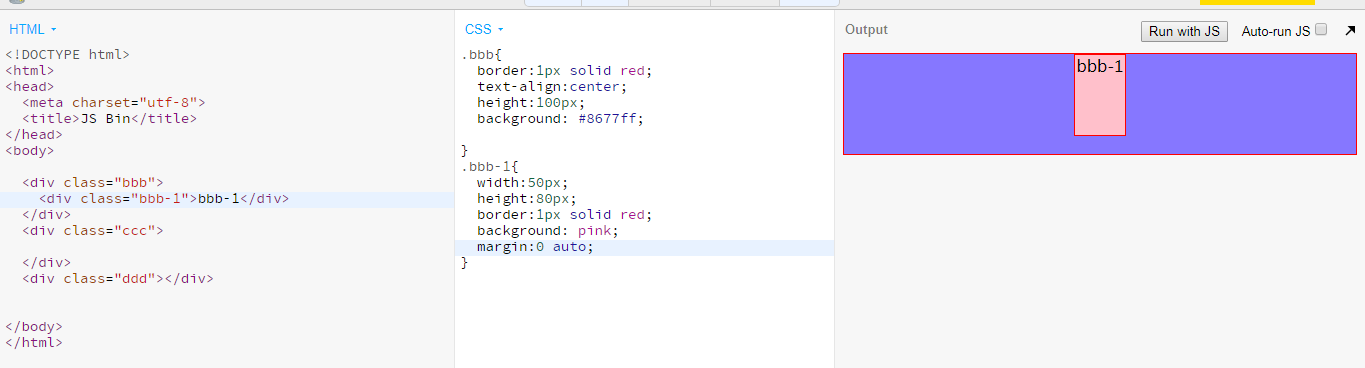 HTML
<!DOCTYPE html>
<html>
<head>
<meta charset="utf-8">
<title>JS Bin</title>
</head>
<body>
<div class="bbb">
<div class="bbb-1">bbb-1</div>
</div>
<div class="ccc">
</div>
<div class="ddd"></div>
</body>
</html>
CSS
.bbb{
border:1px solid red;
text-align:center;
height:100px;
background: #8677ff;
}
.bbb-1{
width:50px;
height:80px;
border:1px solid red;
background: pink;
margin:0 auto;
}
Output
Run with JS
Auto-run JS
bbb-1